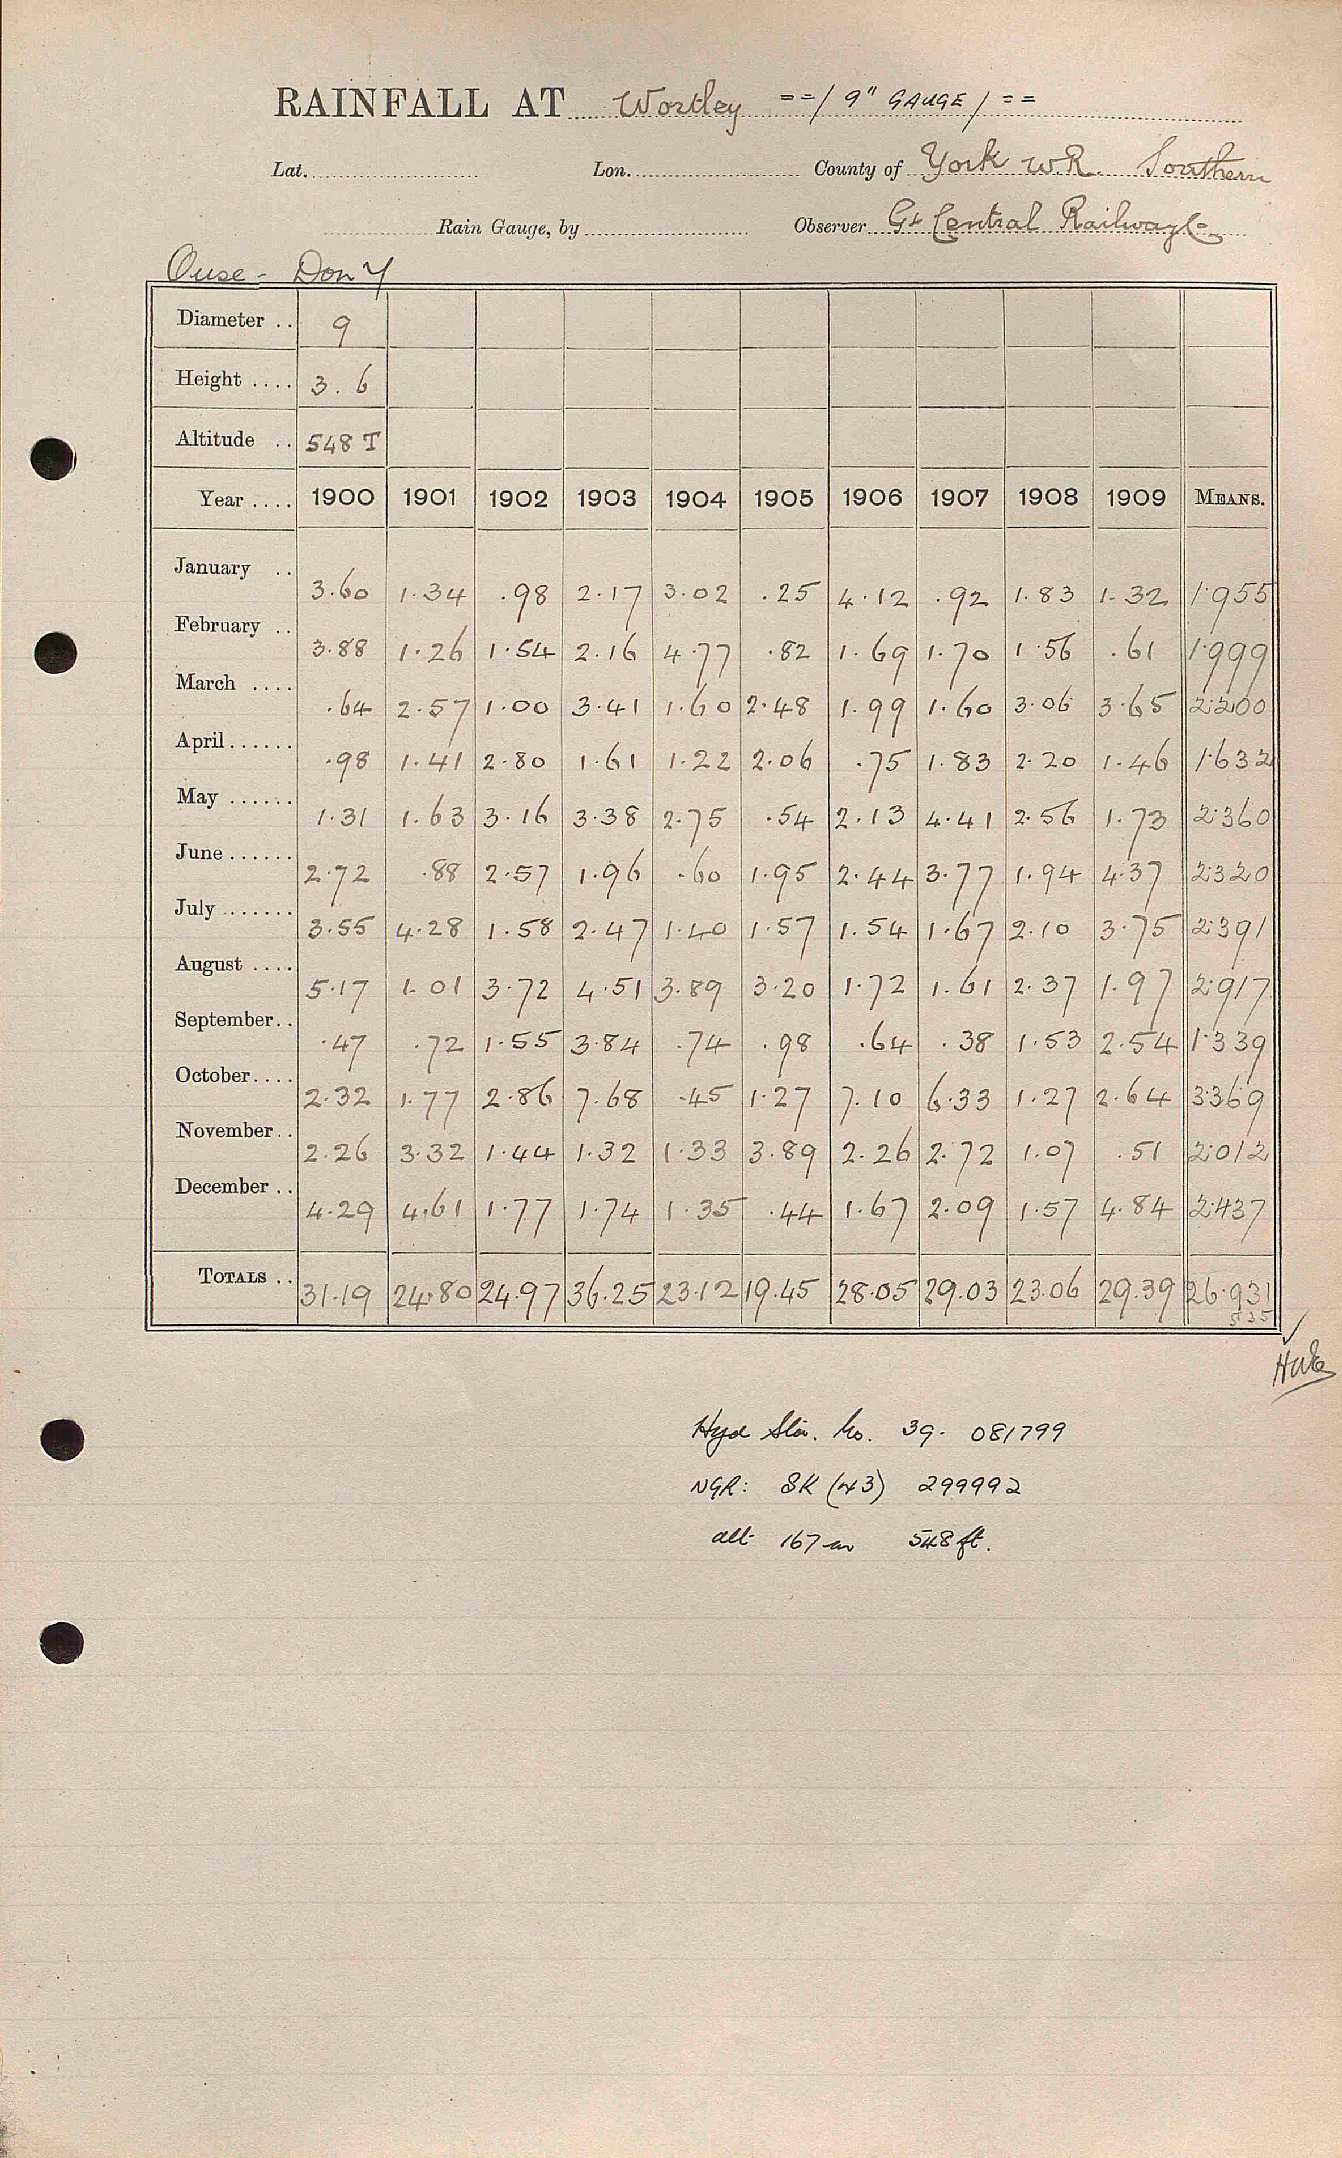 RAINFALL AT Wortley == / 9" GAUGE / ==
Lat. Lon. County of York W.R. Southern
Rain Gauge, by Observer Gt Central Railway Co
Ouse - Don
Diameter .. 9
Height .... 3.6
Altitude .. 548 T
Year .... 1900 1901 1902 1903 1904 1905 1906 1907 1908 1909 MEANS.
January .. 3.60 1.34 .98 2.17 3.02 .25 4.12 .92 1.83 1.32 1.955
February .. 3.88 1.26 1.54 2.16 4.77 .82 1.69 1.70 1.56 .61 1.999
March .... .64 2.57 1.00 3.41 1.60 2.48 1.99 1.60 3.06 3.65 2.200
April...... .98 1.41 2.80 1.61 1.22 2.06 .75 1.83 2.20 1.46 1.632
May ...... 1.31 1.63 3.16 3.38 2.75 .54 2.13 4.41 2.56 1.73 2.360
June...... 2.72 .88 2.57 1.96 .60 1.95 2.44 3.77 1.94 4.37 2.320
July ....... 3.55 4.28 1.58 2.47 1.40 1.57 1.54 1.67 2.10 3.75 2.391
August .... 5.17 1.01 3.72 4.51 3.89 3.20 1.72 1.61 2.37 1.97 2.917
September.. .47 .72 1.55 3.84 .74 .98 .64 .38 1.53 2.54 1.339
October.... 2.32 1.77 2.86 7.68 .45 1.27 7.10 6.33 1.27 2.64 3.369
November.. 2.26 3.32 1.44 1.32 1.33 3.89 2.26 2.72 1.07 .51 2.012
December .. 4.29 4.61 1.77 1.74 1.35 .44 1.67 2.09 1.57 4.84 2.437
TOTALS .. 31.19 24.80 24.97 36.25 23.12 19.45 28.05 29.03 23.06 29.39 26.931
Hyd Stn. No. 39. 081799
NGR: SK (43) 299992
alt 167 m 548 ft.